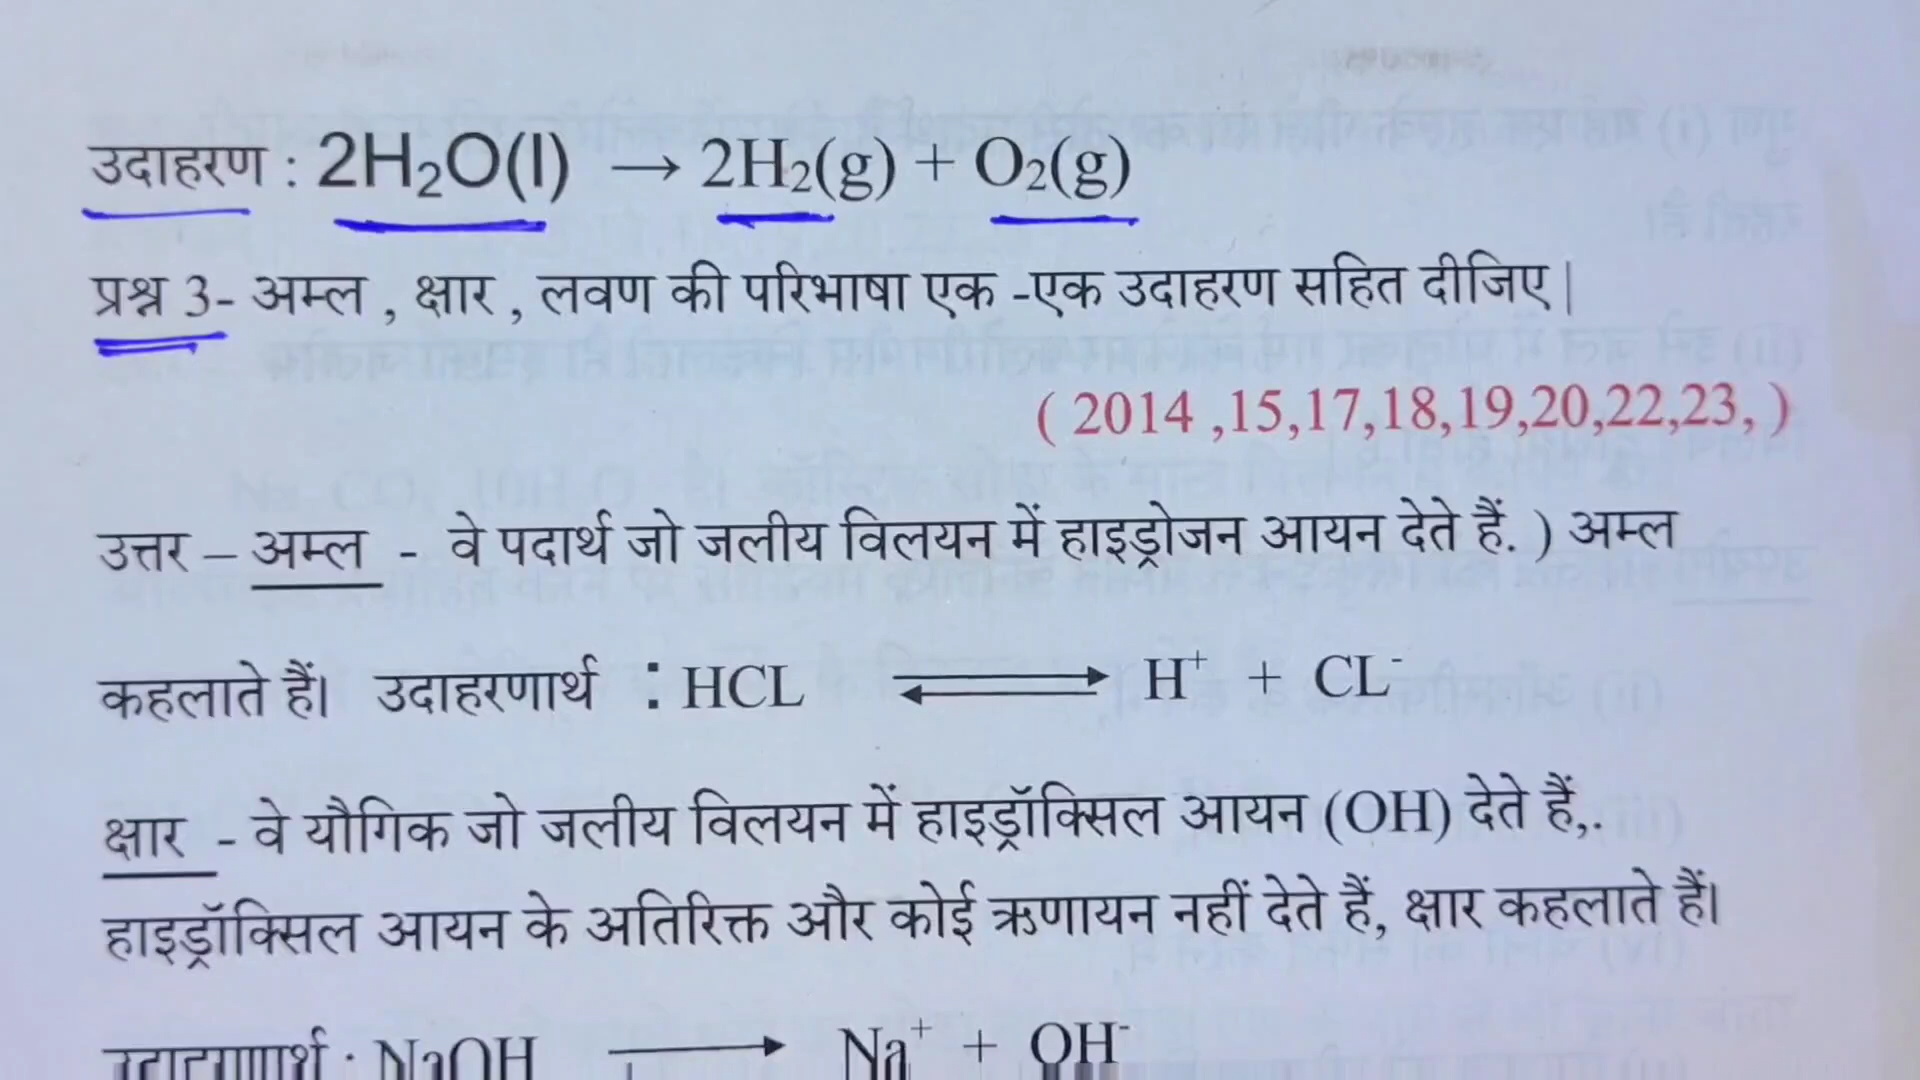 उदाहरण : 2H₂O(l) → 2H₂(g) + O₂(g)
प्रश्न 3- अम्ल , क्षार , लवण की परिभाषा एक -एक उदाहरण सहित दीजिए |
( 2014 ,15,17,18,19,20,22,23, )
उत्तर – अम्ल - वे पदार्थ जो जलीय विलयन में हाइड्रोजन आयन देते हैं. ) अम्ल
कहलाते हैं। उदाहरणार्थ : HCL ⇌ H⁺ + CL⁻
क्षार - वे यौगिक जो जलीय विलयन में हाइड्रॉक्सिल आयन (OH) देते हैं,.
हाइड्रॉक्सिल आयन के अतिरिक्त और कोई ऋणायन नहीं देते हैं, क्षार कहलाते हैं।
उदाहरणार्थ : NaOH → Na⁺ + OH⁻